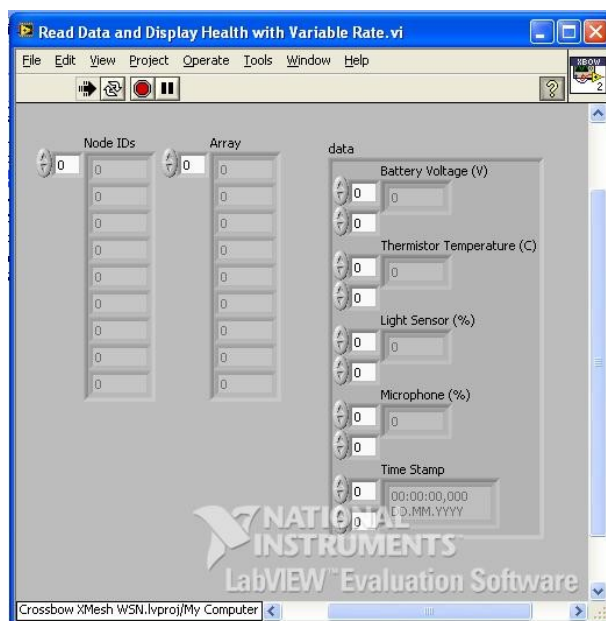 Read Data and Display Health with Variable Rate.vi
File Edit View Project Operate Tools Window Help
XBOW
2
?
Node IDs
0
0
0
0
0
0
0
0
0
0
Array
0
0
0
0
0
0
0
0
0
0
data
Battery Voltage (V)
0
0
0
Thermistor Temperature (C)
0
0
0
Light Sensor (%)
0
0
0
Microphone (%)
0
0
0
Time Stamp
0
00:00:00,000
DD.MM.YYYY
0
NATIONAL
INSTRUMENTS
LabVIEW™ Evaluation Software
Crossbow XMesh WSN.lvproj/My Computer